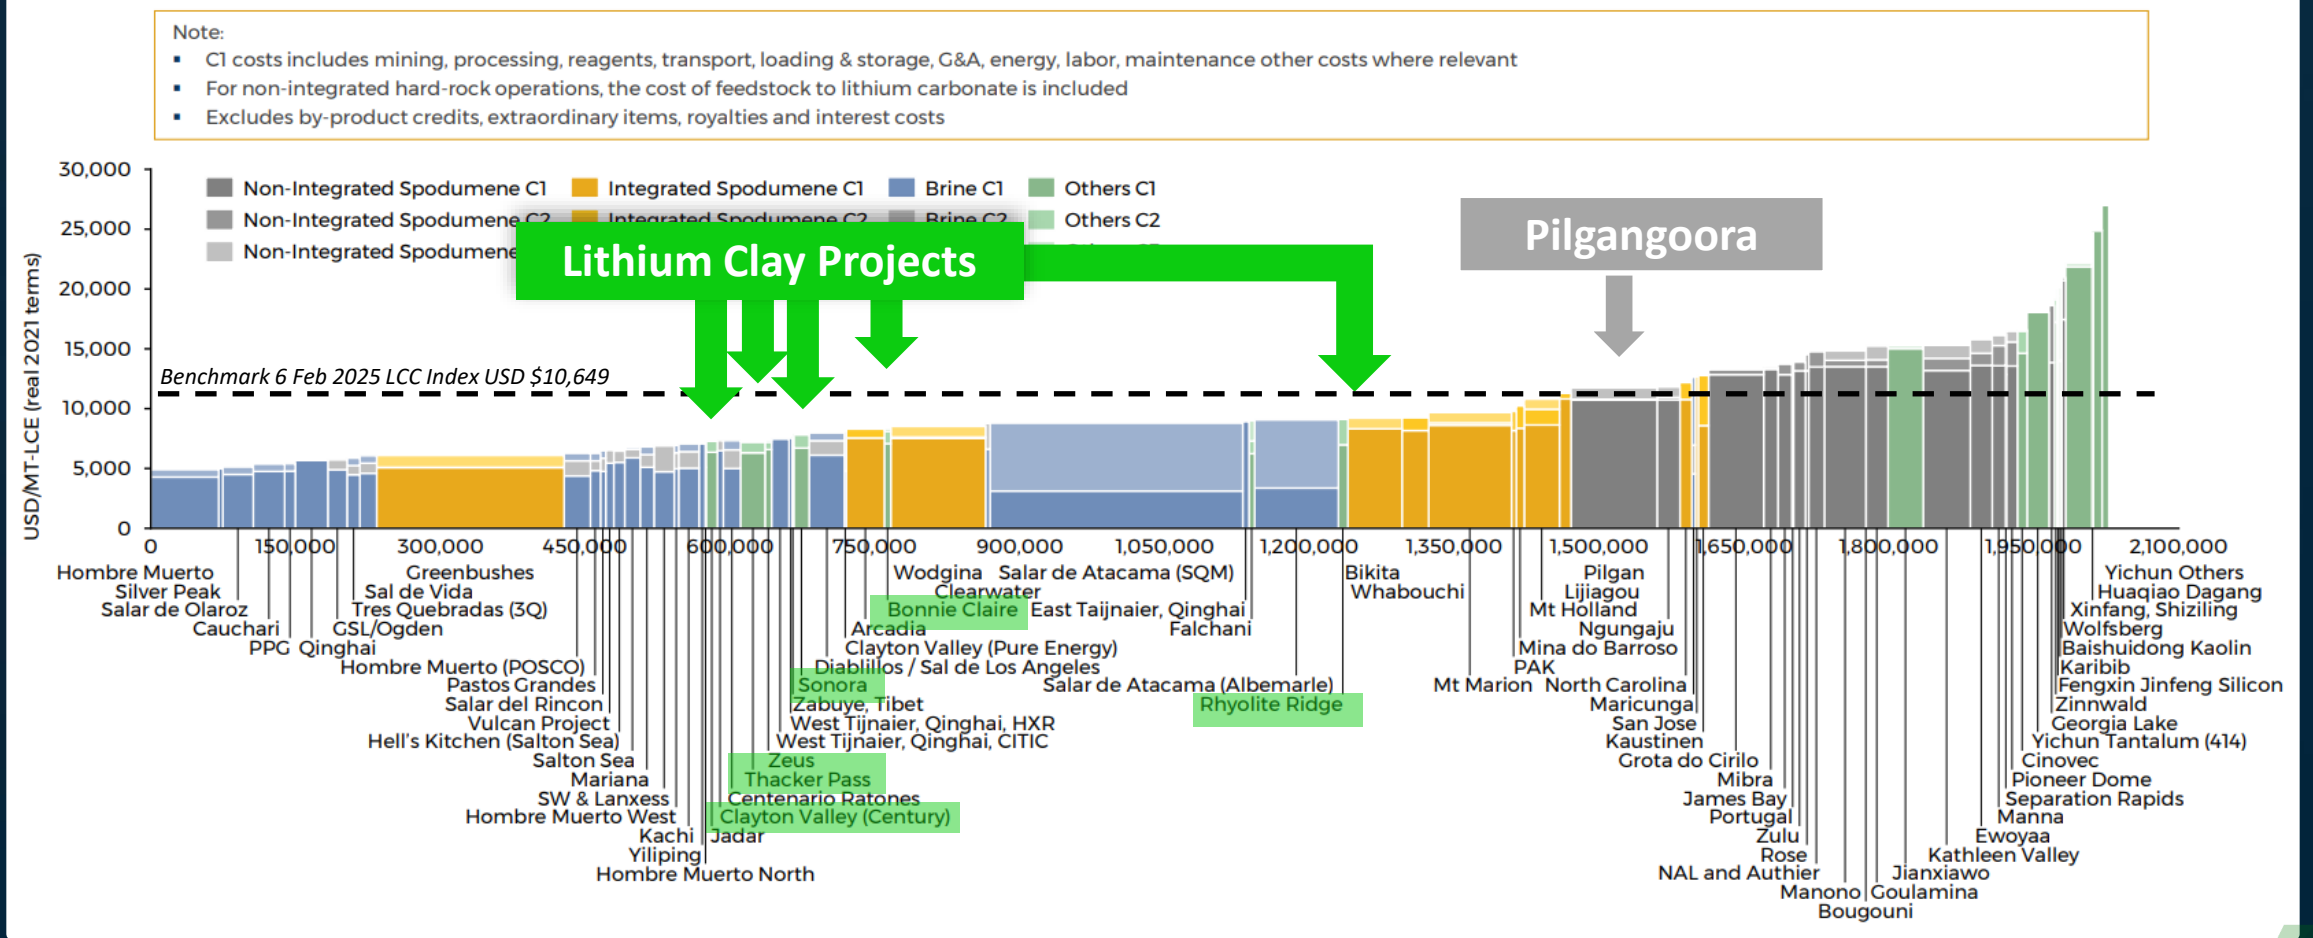 Note:
▪ C1 costs includes mining, processing, reagents, transport, loading & storage, G&A, energy, labor, maintenance other costs where relevant
▪ For non-integrated hard-rock operations, the cost of feedstock to lithium carbonate is included
▪ Excludes by-product credits, extraordinary items, royalties and interest costs
USD/MT-LCE (real 2021 terms)
30,000
25,000
20,000
15,000
10,000
5,000
0
Non-Integrated Spodumene C1 Integrated Spodumene C1 Brine C1 Others C1
Non-Integrated Spodumene C2 Integrated Spodumene C2 Brine C2 Others C2
Non-Integrated Spodumene
Lithium Clay Projects
Pilgangoora
Benchmark 6 Feb 2025 LCC Index USD $10,649
0 150,000 300,000 450,000 600,000 750,000 900,000 1,050,000 1,200,000 1,350,000 1,500,000 1,650,000 1,800,000 1,950,000 2,100,000
Hombre Muerto Greenbushes Wodgina Salar de Atacama (SQM) Bikita Pilgan Yichun Others
Silver Peak Sal de Vida Clearwater Whabouchi Lijiagou Huaqiao Dagang
Salar de Olaroz Tres Quebradas (3Q) Bonnie Claire East Taijnaier, Qinghai Mt Holland Xinfang, Shiziling
Cauchari GSL/Ogden Arcadia Falchani Ngungaju Wolfsberg
PPG Qinghai Clayton Valley (Pure Energy) Mina do Barroso Baishuidong Kaolin
Hombre Muerto (POSCO) Diablillos / Sal de Los Angeles PAK Karibib
Pastos Grandes Sonora Salar de Atacama (Albemarle) Mt Marion North Carolina Fengxin Jinfeng Silicon
Salar del Rincon Zabuye, Tibet Rhyolite Ridge Maricunga Zinnwald
Vulcan Project West Tijnaier, Qinghai, HXR San Jose Georgia Lake
Hell's Kitchen (Salton Sea) West Tijnaier, Qinghai, CITIC Kaustinen Yichun Tantalum (414)
Salton Sea Zeus Grota do Cirilo Cinovec
Mariana Thacker Pass Mibra Pioneer Dome
SW & Lanxess Centenario Ratones James Bay Separation Rapids
Hombre Muerto West Clayton Valley (Century) Portugal Manna
Kachi Jadar Zulu Ewoyaa
Yiliping Rose Kathleen Valley
Hombre Muerto North NAL and Authier Jianxiawo
Manono Goulamina
Bougouni